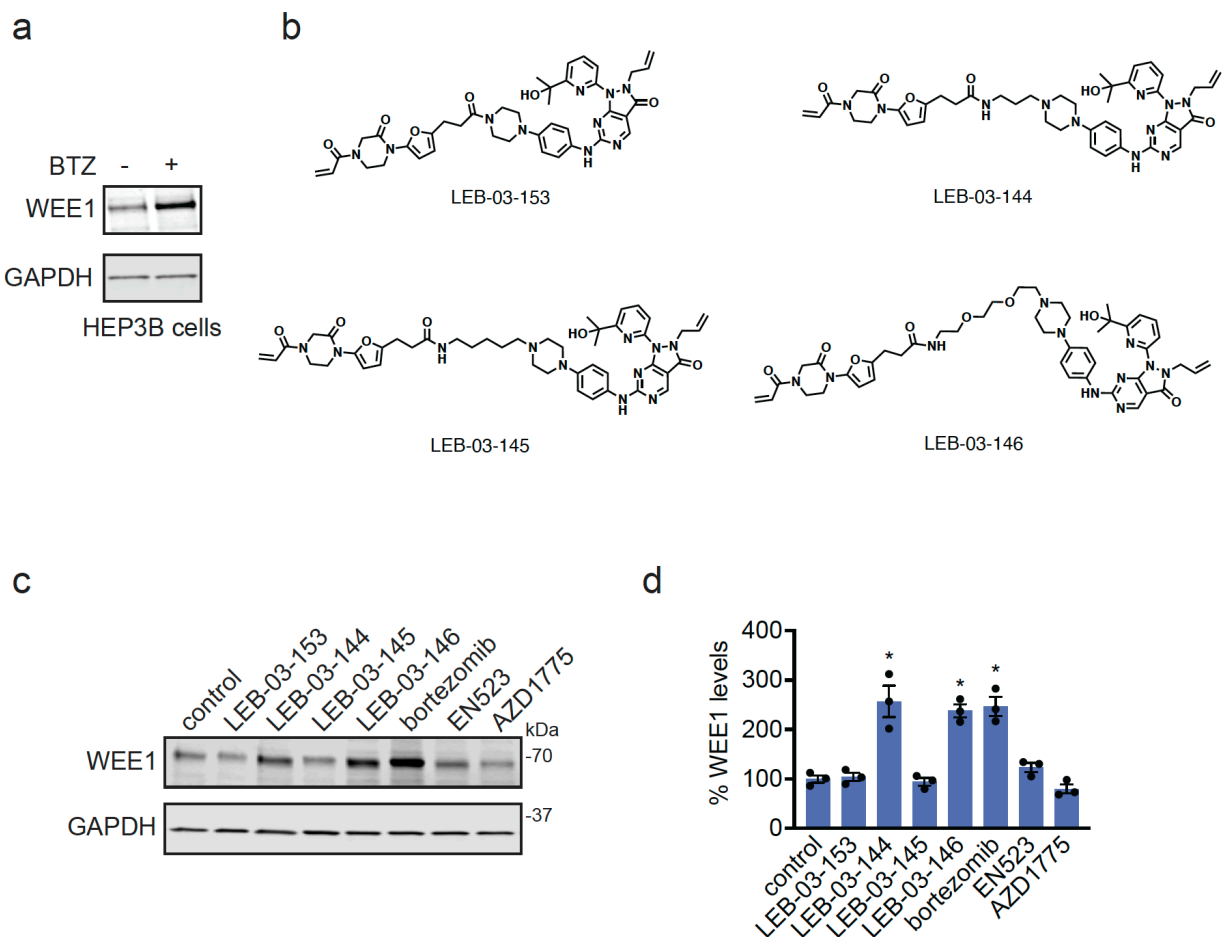 a
BTZ - +
WEE1
GAPDH
HEP3B cells
b
LEB-03-153
LEB-03-144
LEB-03-145
LEB-03-146
c
control
LEB-03-153
LEB-03-144
LEB-03-145
LEB-03-146
bortezomib
EN523
AZD1775
kDa
WEE1
-70
GAPDH
-37
d
% WEE1 levels
400
300
200
100
0
*
*
*
control
LEB-03-153
LEB-03-144
LEB-03-145
LEB-03-146
bortezomib
EN523
AZD1775